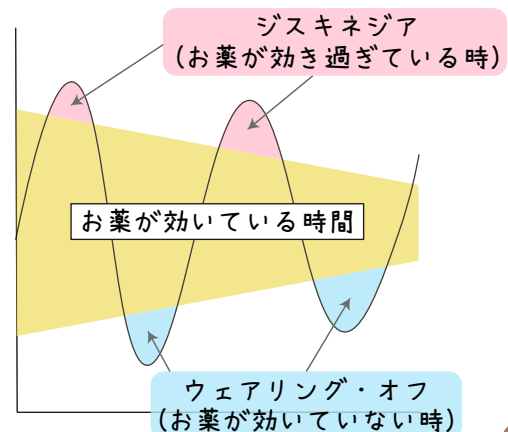 ジスキネジア
(お薬が効き過ぎている時)
お薬が効いている時間
ウェアリング・オフ
(お薬が効いていない時)